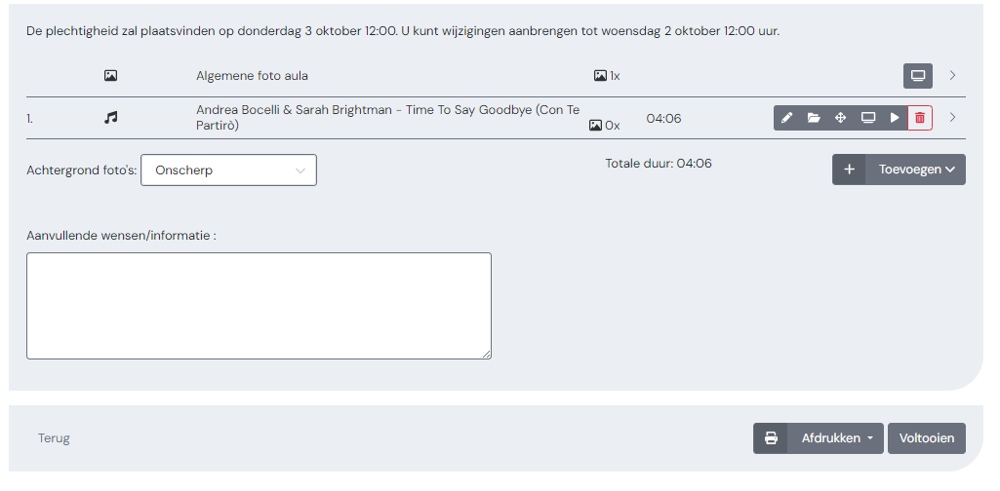 De plechtigheid zal plaatsvinden op donderdag 3 oktober 12:00. U kunt wijzigingen aanbrengen tot woensdag 2 oktober 12:00 uur.
Algemene foto aula 1x
1. Andrea Bocelli & Sarah Brightman - Time To Say Goodbye (Con Te
Partirò) 0x 04:06
Achtergrond foto's: Onscherp Totale duur: 04:06 Toevoegen
Aanvullende wensen/informatie :
Terug Afdrukken Voltooien